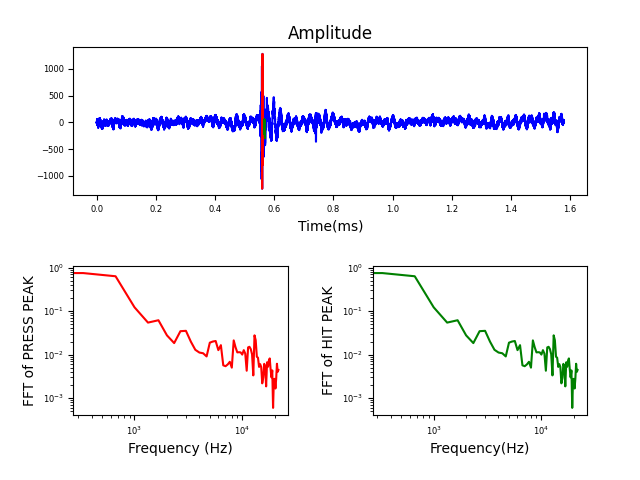 Amplitude
1000
500
0
−500
−1000
0.0 0.2 0.4 0.6 0.8 1.0 1.2 1.4 1.6
Time(ms)
FFT of PRESS PEAK
10⁰
10⁻¹
10⁻²
10⁻³
10³ 10⁴
Frequency (Hz)
FFT of HIT PEAK
10⁰
10⁻¹
10⁻²
10⁻³
10³ 10⁴
Frequency(Hz)